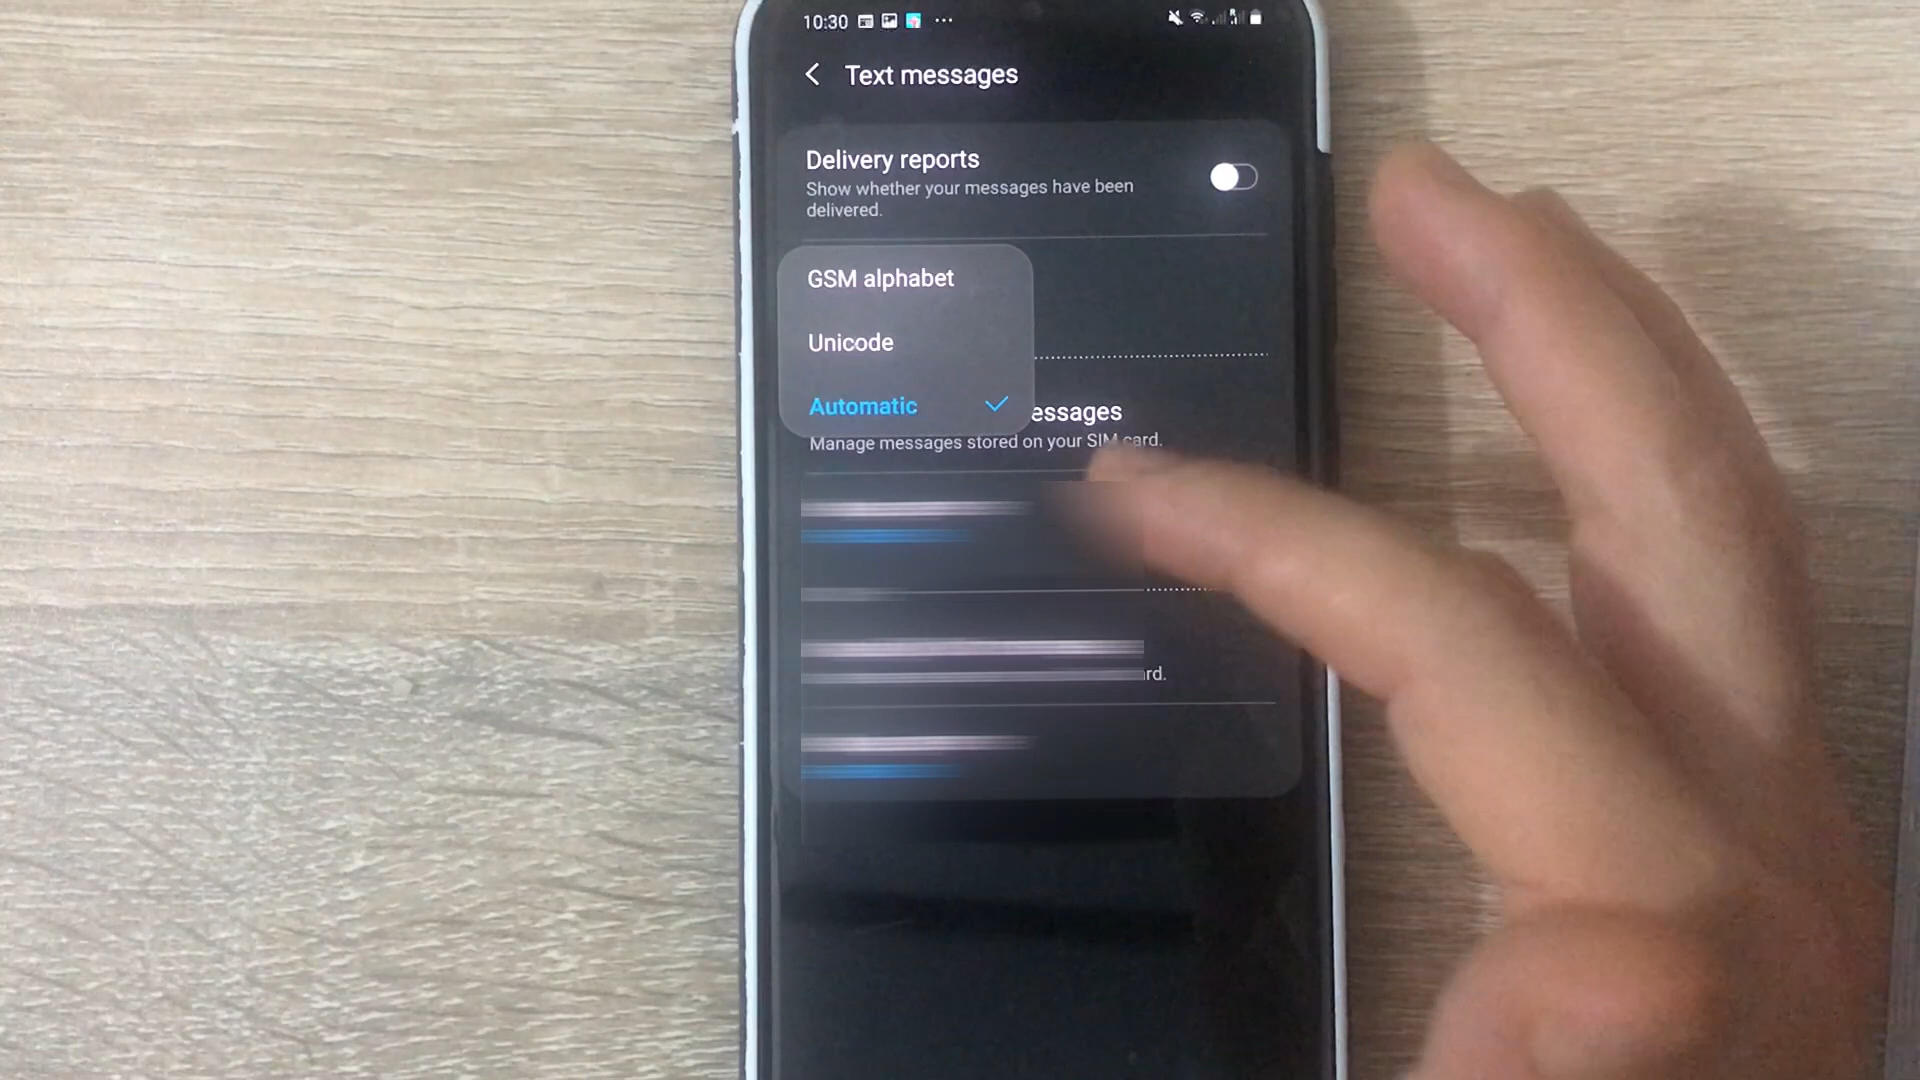 10:30
Text messages
Delivery reports
Show whether your messages have been
delivered.
GSM alphabet
Unicode
Automatic
essages
Manage messages stored on your SIM card.
rd.